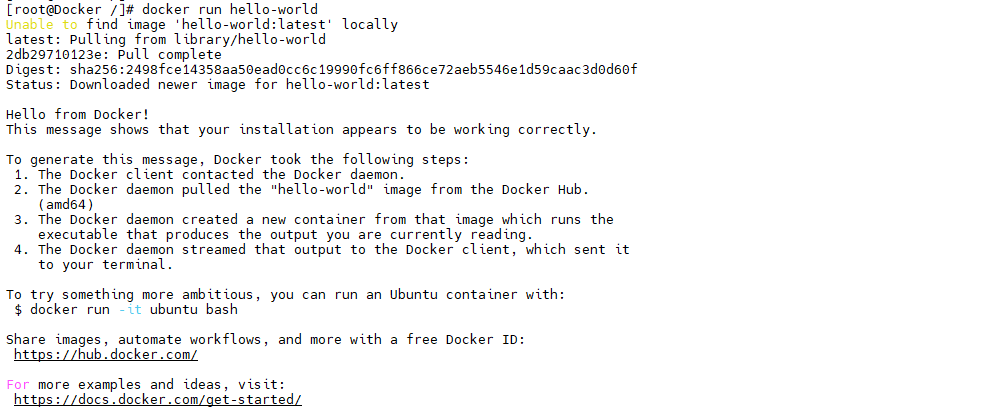 [root@Docker /]# docker run hello-world
Unable to find image 'hello-world:latest' locally
latest: Pulling from library/hello-world
2db29710123e: Pull complete
Digest: sha256:2498fce14358aa50ead0cc6c19990fc6ff866ce72aeb5546e1d59caac3d0d60f
Status: Downloaded newer image for hello-world:latest
Hello from Docker!
This message shows that your installation appears to be working correctly.
To generate this message, Docker took the following steps:
1. The Docker client contacted the Docker daemon.
2. The Docker daemon pulled the "hello-world" image from the Docker Hub.
(amd64)
3. The Docker daemon created a new container from that image which runs the
executable that produces the output you are currently reading.
4. The Docker daemon streamed that output to the Docker client, which sent it
to your terminal.
To try something more ambitious, you can run an Ubuntu container with:
$ docker run -it ubuntu bash
Share images, automate workflows, and more with a free Docker ID:
https://hub.docker.com/
For more examples and ideas, visit:
https://docs.docker.com/get-started/